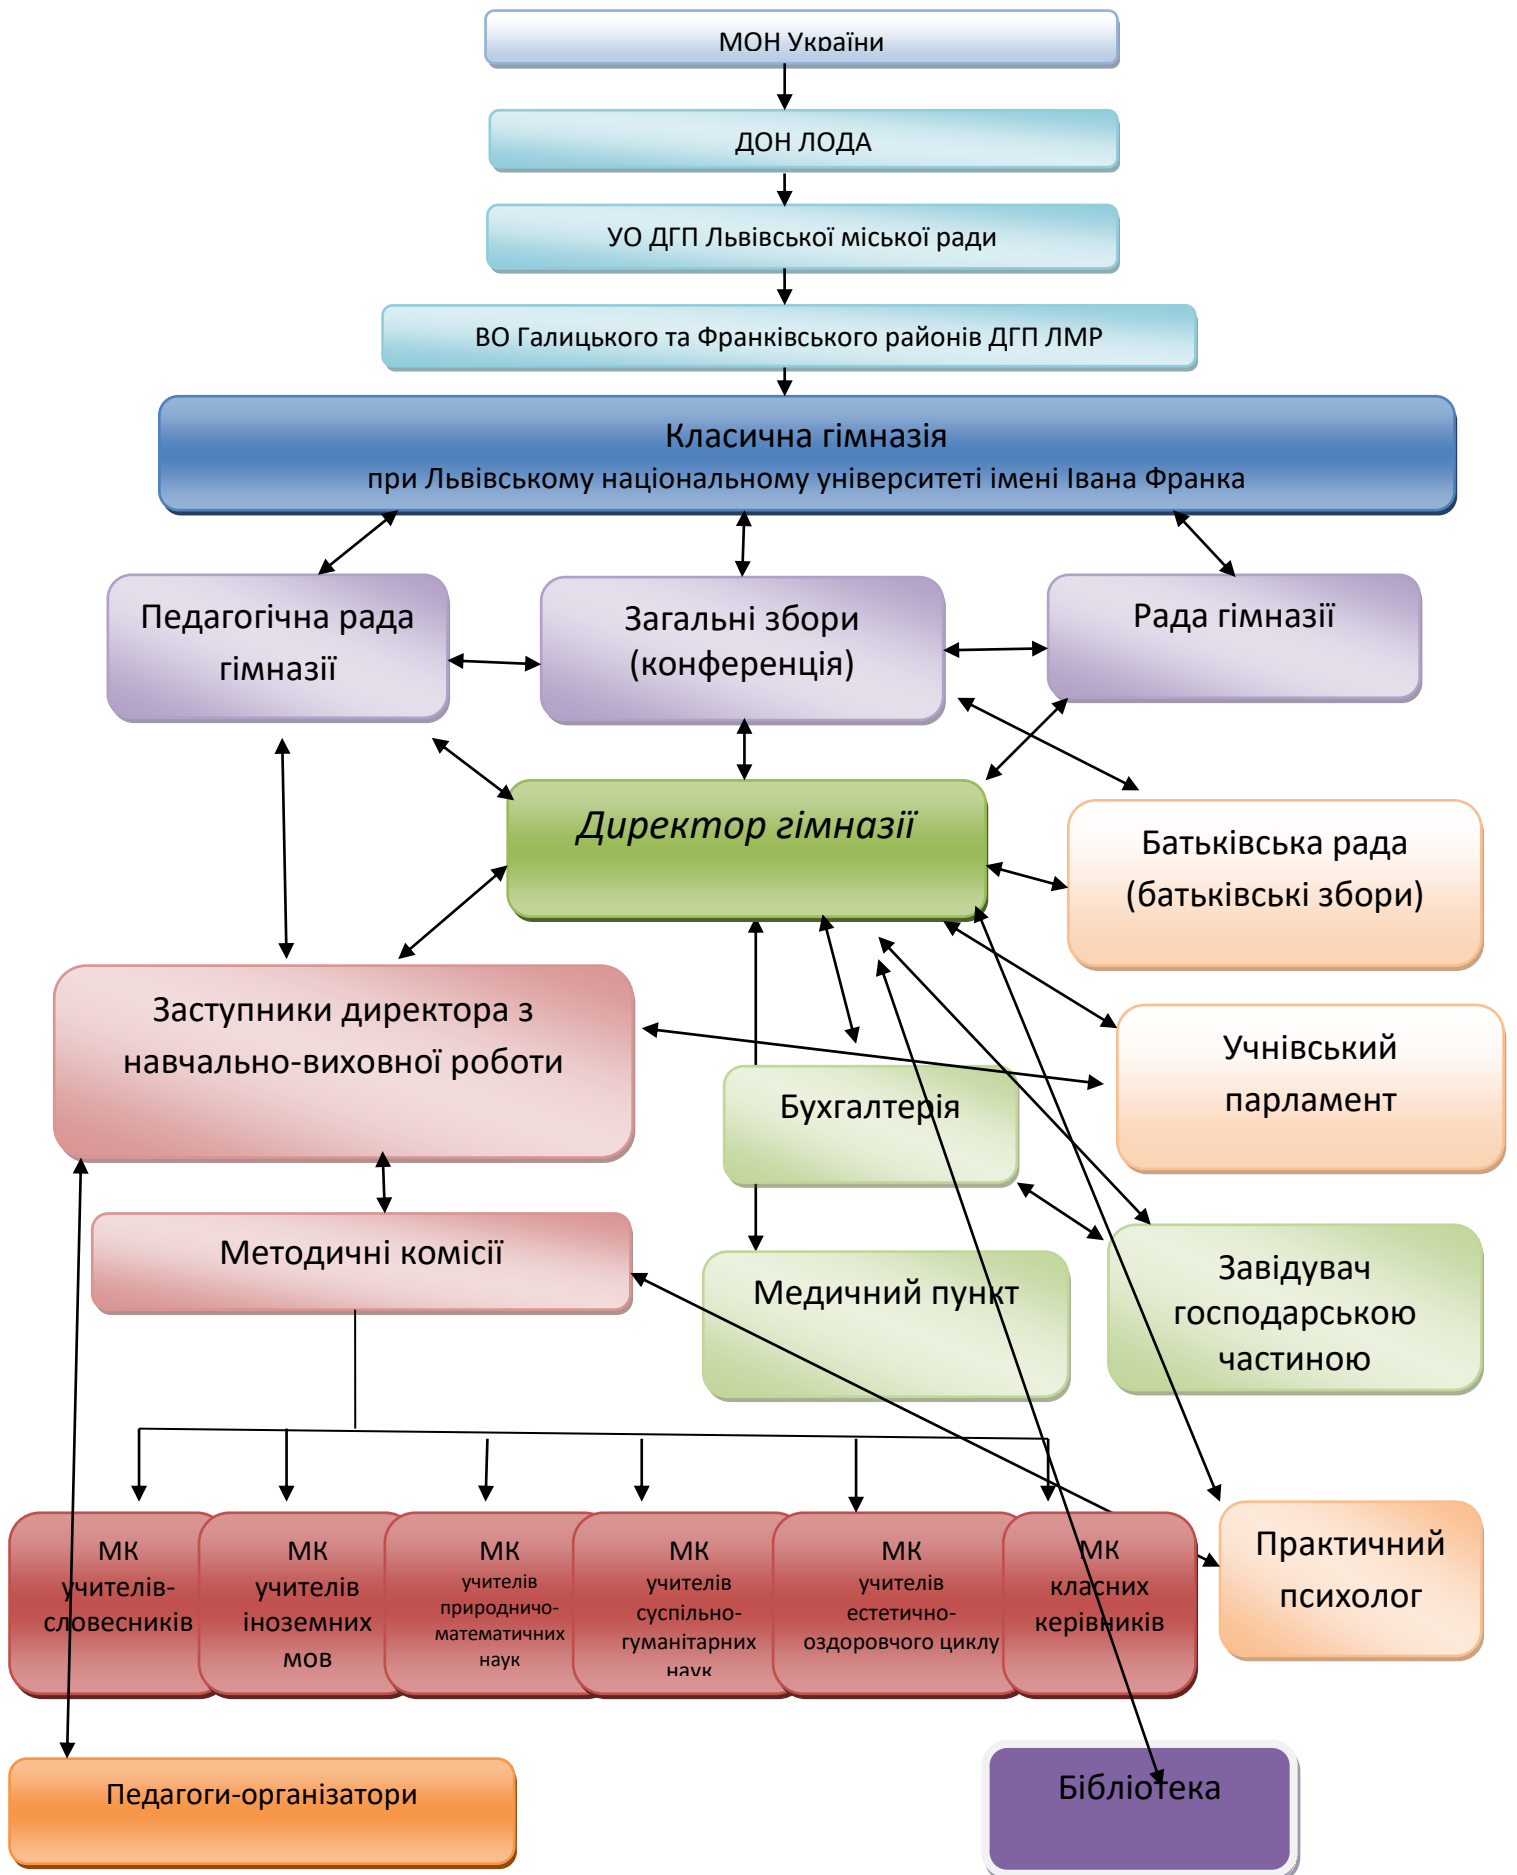 МОН України
ДОН ЛОДА
УО ДГП Львівської міської ради
ВО Галицького та Франківського районів ДГП ЛМР
Класична гімназія
при Львівському національному університеті імені Івана Франка
Педагогічна рада
гімназії
Загальні збори
(конференція)
Рада гімназії
Директор гімназії
Батьківська рада
(батьківські збори)
Заступники директора з
навчально-виховної роботи
Учнівський
парламент
Бухгалтерія
Методичні комісії
Медичний пункт
Завідувач
господарською
частиною
МК
учителів-
словесників
МК
учителів
іноземних
мов
МК
учителів
природничо-
математичних
наук
МК
учителів
суспільно-
гуманітарних
наук
МК
учителів
естетично-
оздоровчого циклу
МК
класних
керівників
Практичний
психолог
Педагоги-організатори
Бібліотека